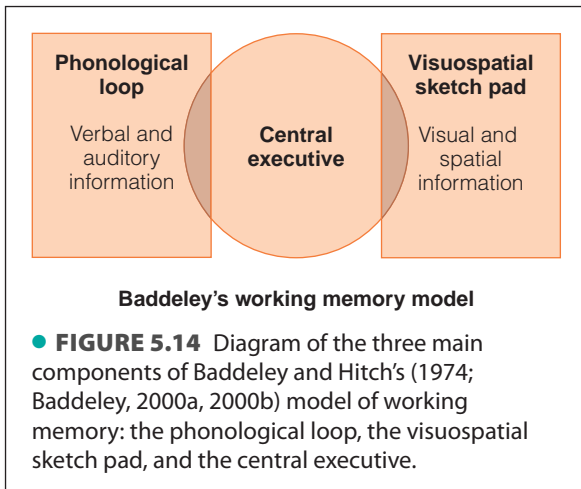 Phonological
loop
Verbal and
auditory
information
Central
executive
Visuospatial
sketch pad
Visual and
spatial
information
Baddeley's working memory model
● FIGURE 5.14 Diagram of the three main
components of Baddeley and Hitch's (1974;
Baddeley, 2000a, 2000b) model of working
memory: the phonological loop, the visuospatial
sketch pad, and the central executive.